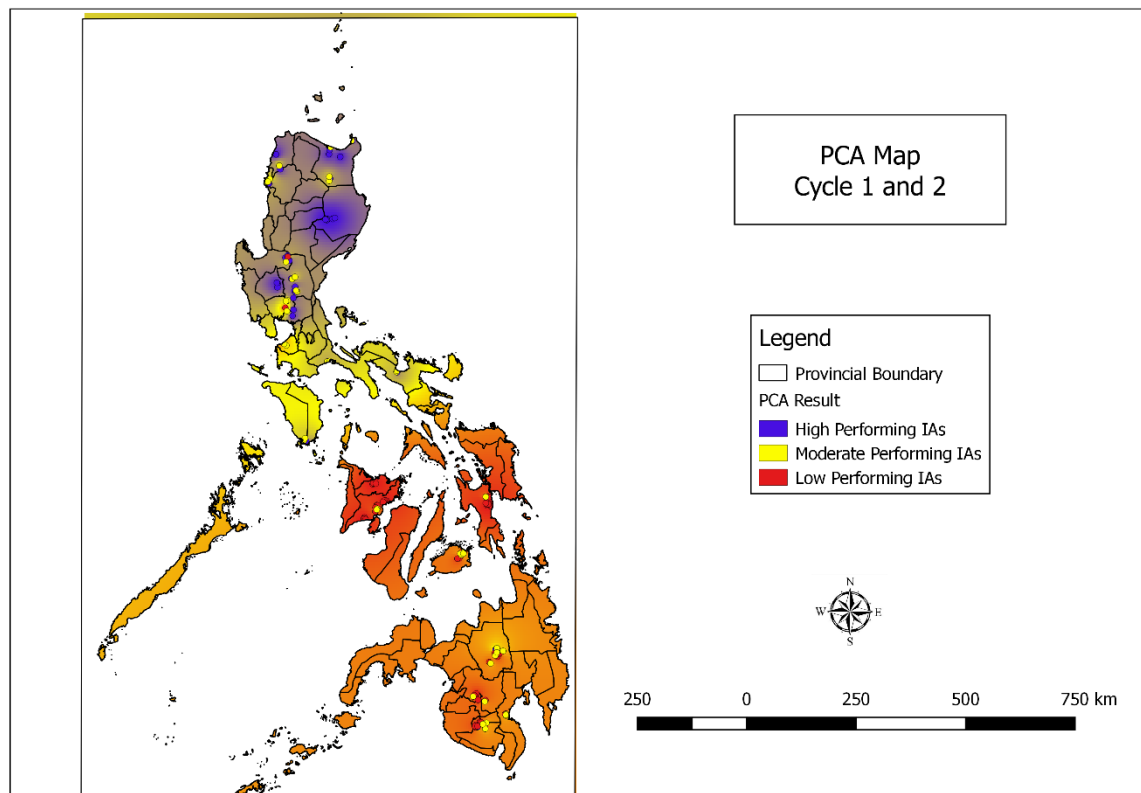 PCA Map
Cycle 1 and 2
Legend
Provincial Boundary
PCA Result
High Performing IAs
Moderate Performing IAs
Low Performing IAs
N
W E
S
250 0 250 500 750 km